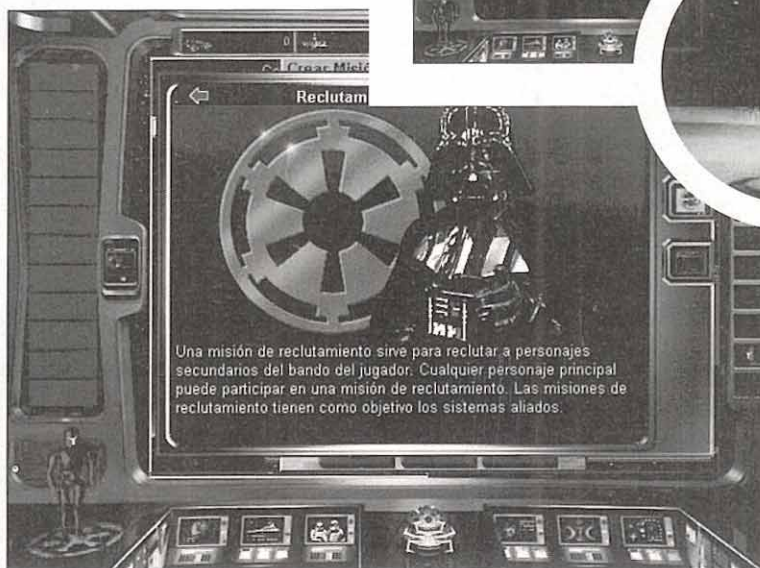 0
Crear Misió
Reclutam
Una misión de reclutamiento sirve para reclutar a personajes
secundarios del bando del jugador. Cualquier personaje principal
puede participar en una misión de reclutamiento. Las misiones de
reclutamiento tienen como objetivo los sistemas aliados.